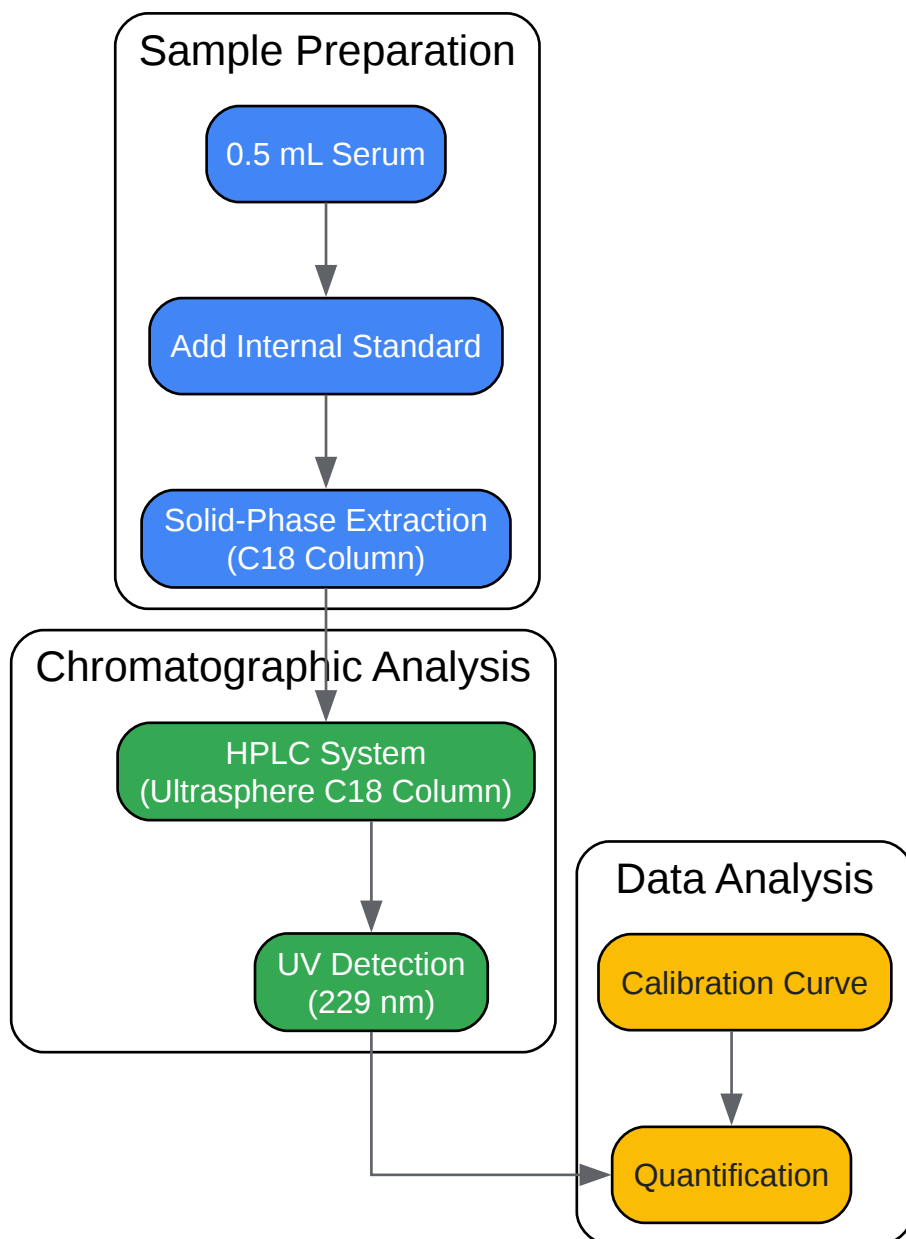 Sample Preparation
0.5 mL Serum
Add Internal Standard
Solid-Phase Extraction
(C18 Column)
Chromatographic Analysis
HPLC System
(Ultrasphere C18 Column)
UV Detection
(229 nm)
Data Analysis
Calibration Curve
Quantification